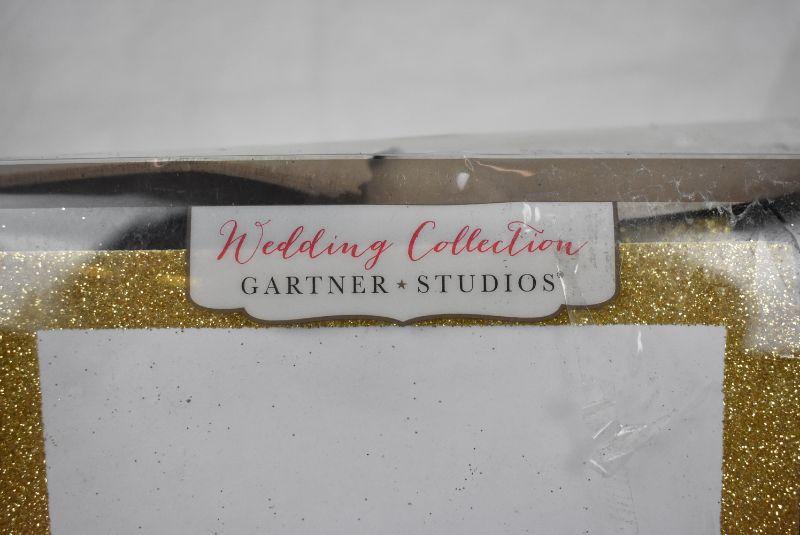 Wedding Collection
GARTNER ★ STUDIOS®